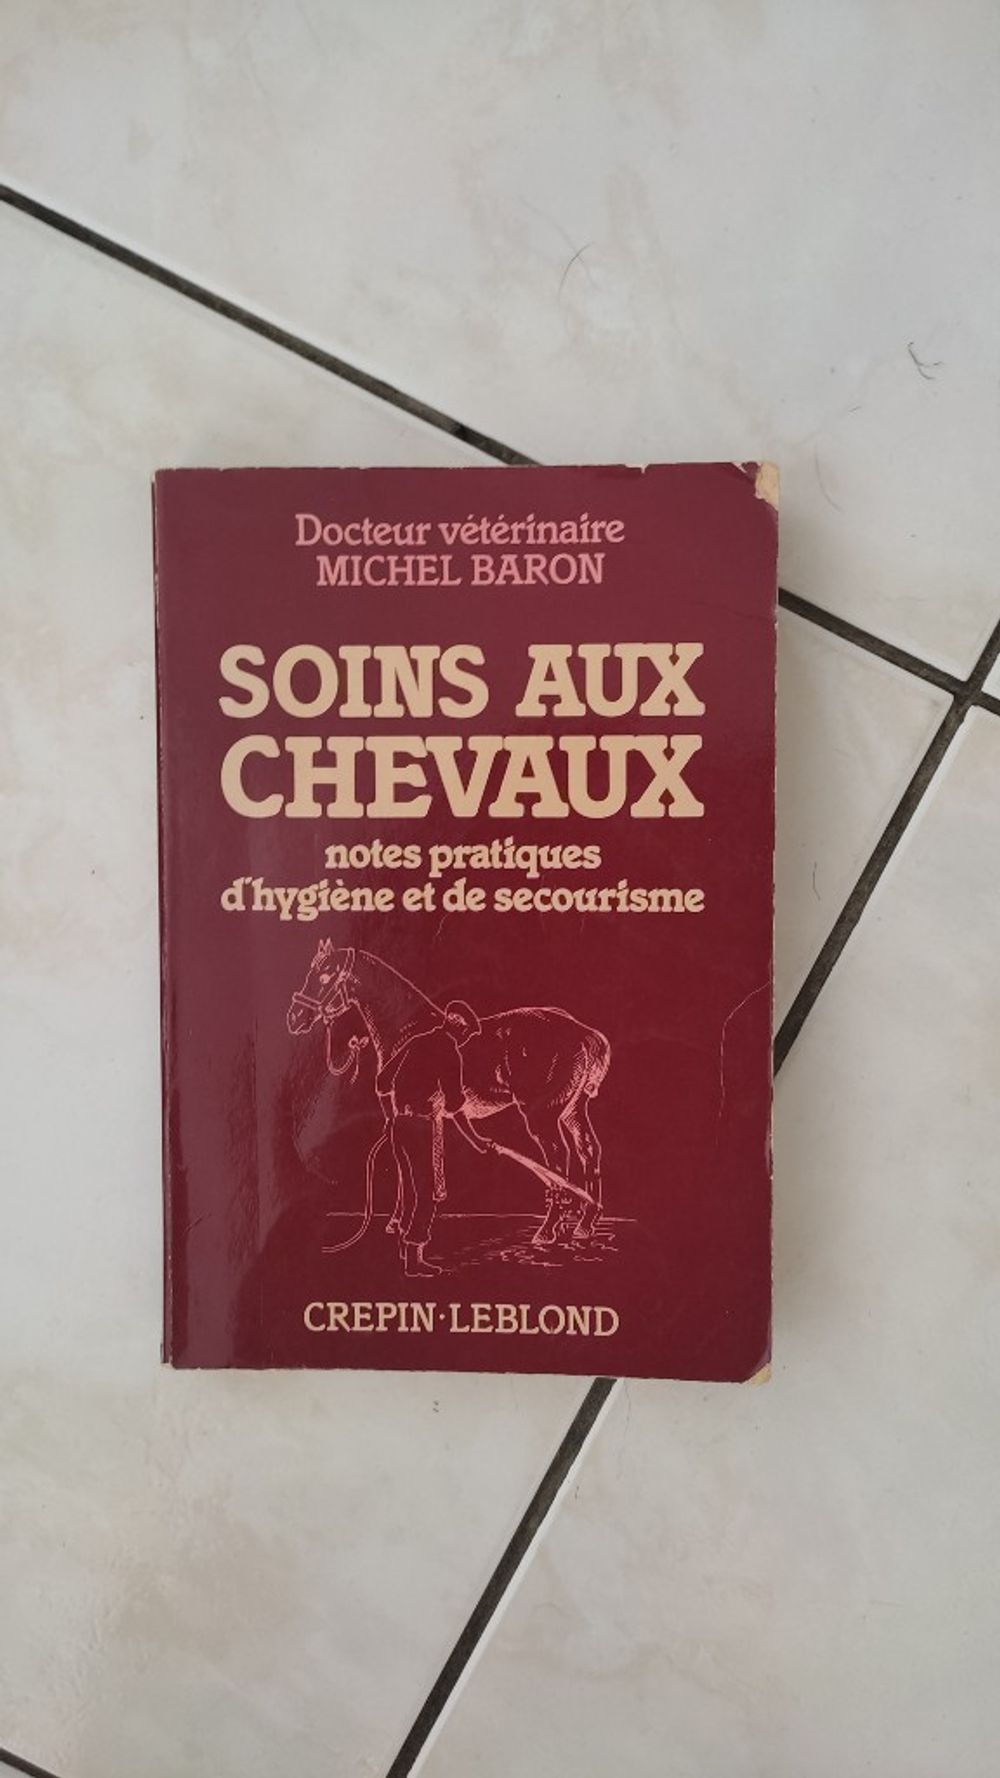 Docteur vétérinaire
MICHEL BARON
SOINS AUX
CHEVAUX
notes pratiques
d'hygiène et de secourisme
CREPIN·LEBLOND